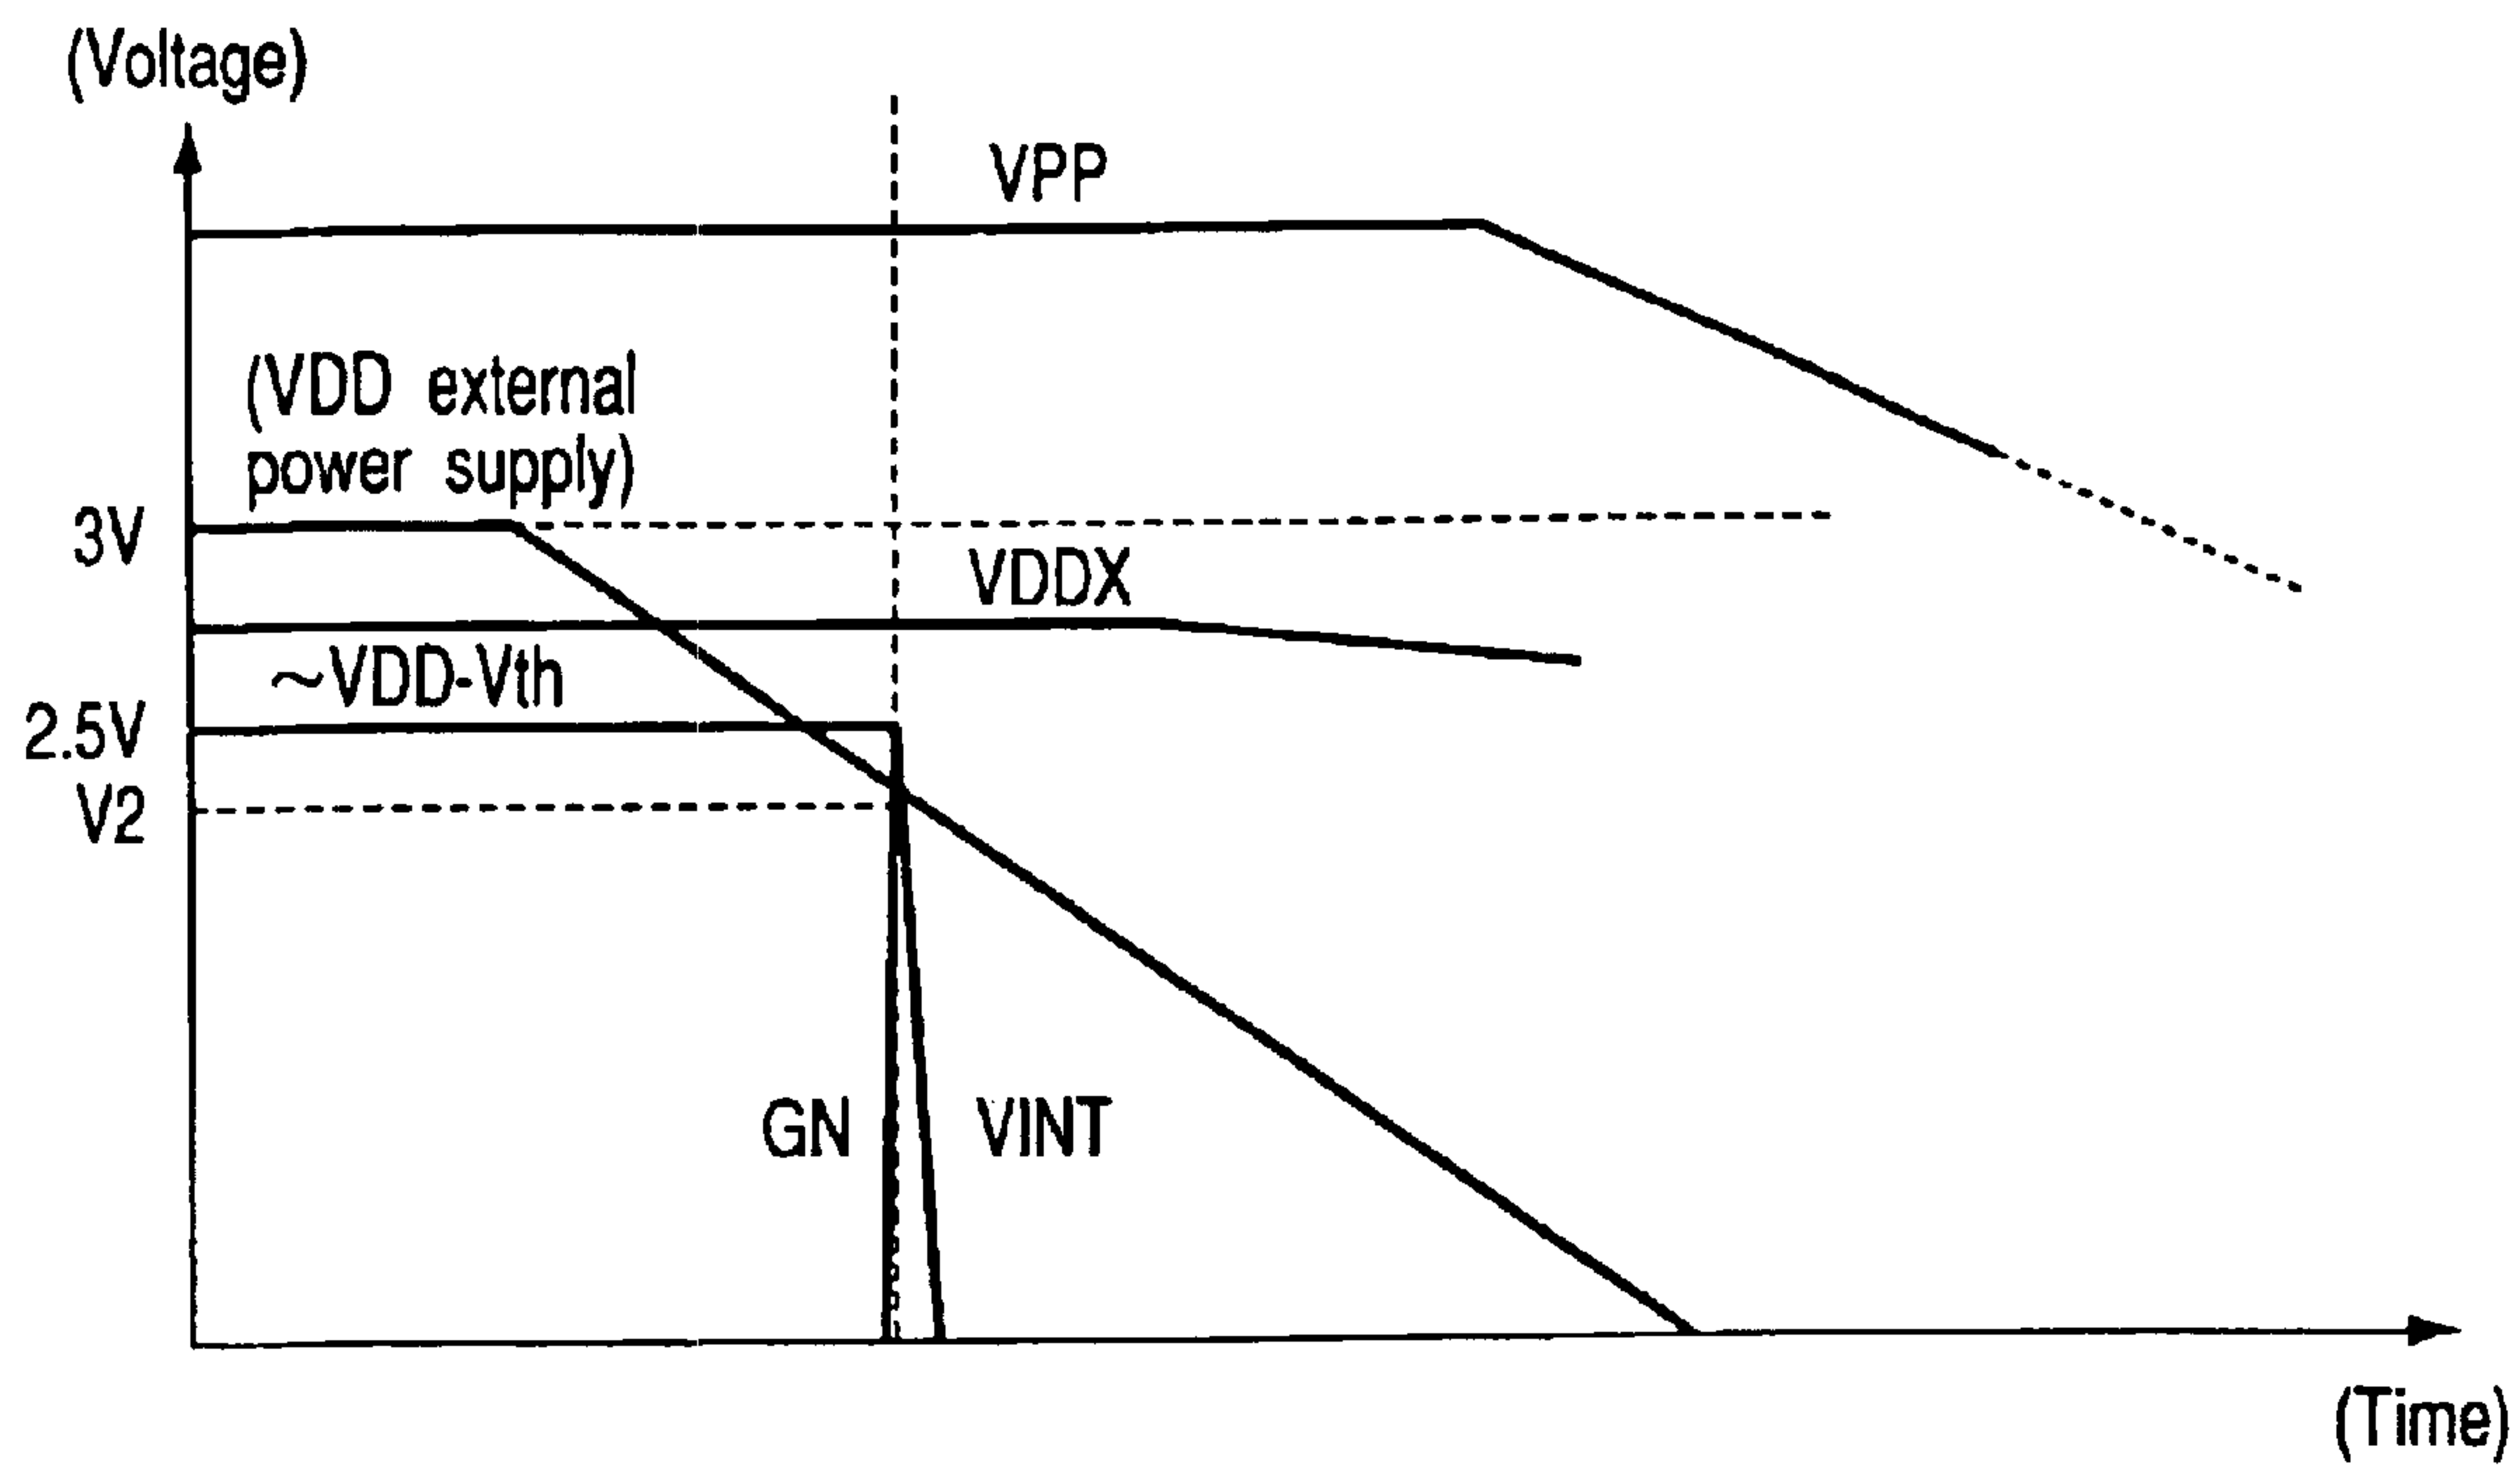 (Voltage)
VPP
(VDD external
power supply)
3V
VDDX
~VDD-Vth
2.5V
V2
GN
VINT
(Time)